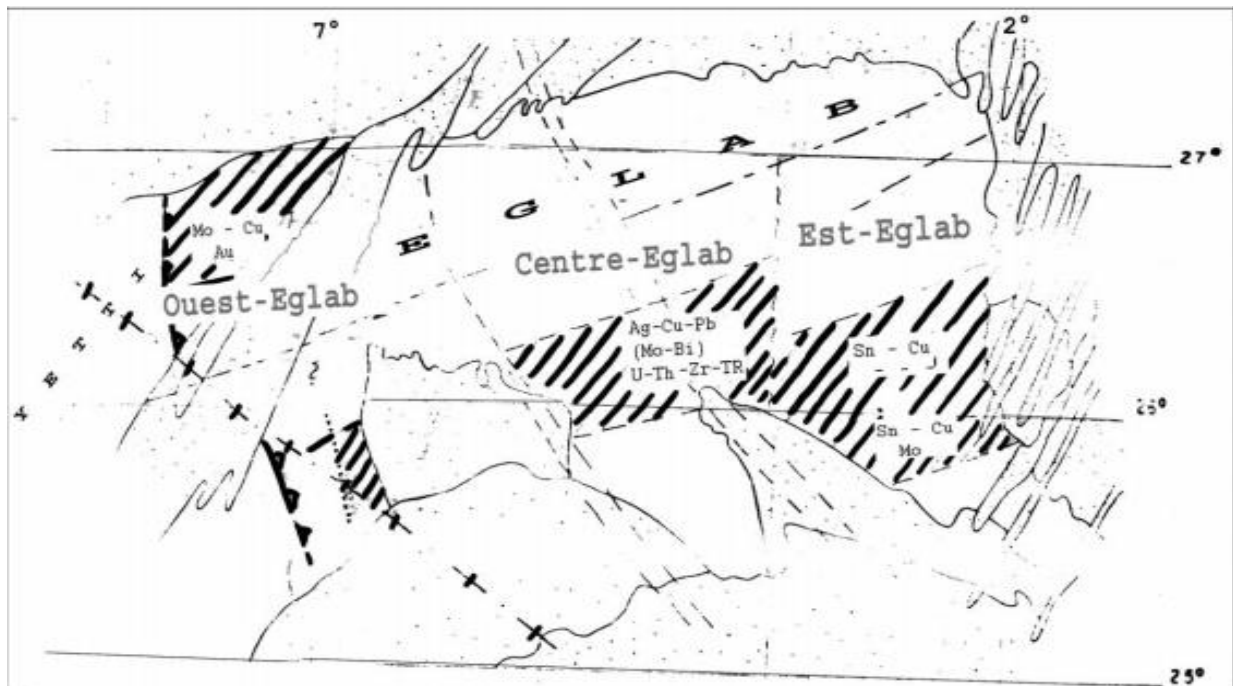 7°
2°
27°
E G L A B
Mo - Cu,
Au
Est-Eglab
Centre-Eglab
Ouest-Eglab
Y E T T I
Ag-Cu-Pb
(Mo-Bi)
U-Th-Zr-TR
Sn - Cu
?
Sn - Cu
Mo
25°